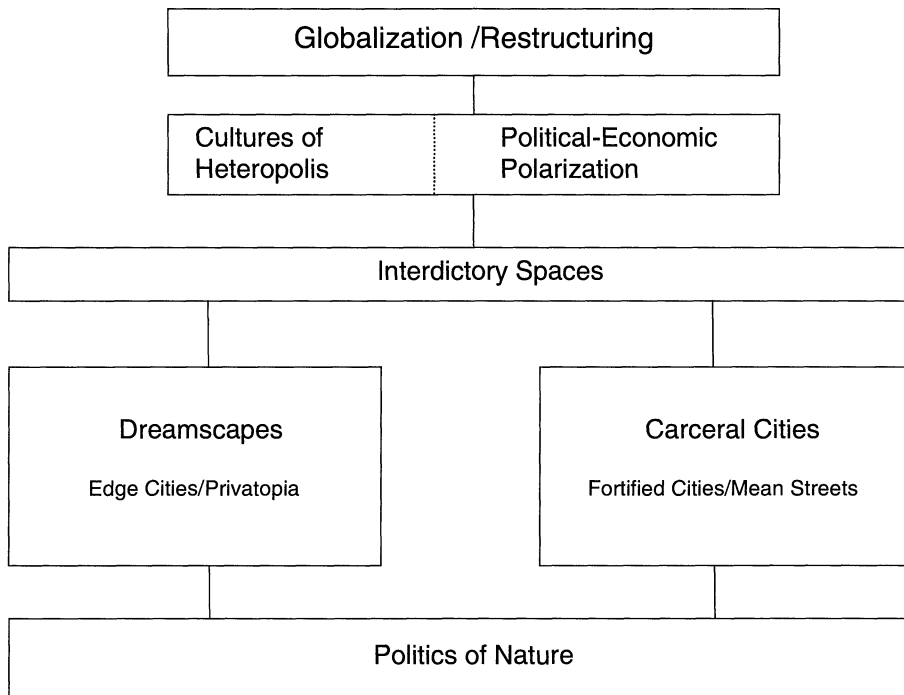 Globalization /Restructuring
Cultures of
Heteropolis
Political-Economic
Polarization
Interdictory Spaces
Dreamscapes
Edge Cities/Privatopia
Carceral Cities
Fortified Cities/Mean Streets
Politics of Nature